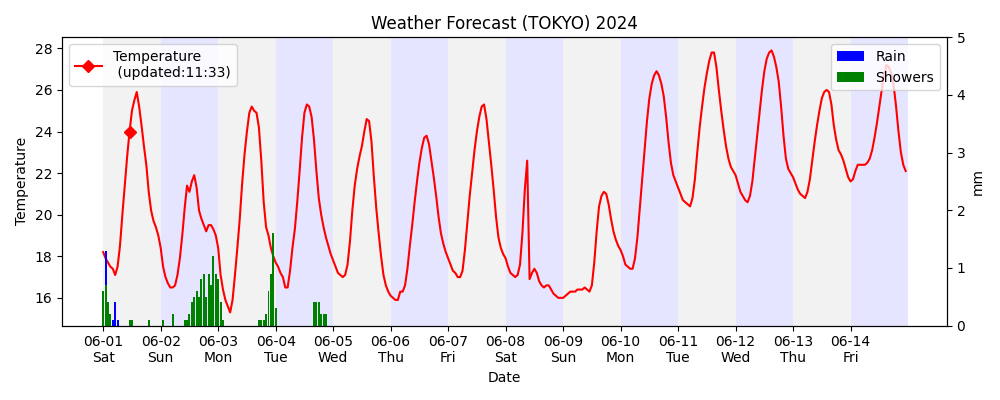 Weather Forecast (TOKYO) 2024
Temperature
(updated:11:33)
Rain
Showers
28
26
24
22
20
18
16
Temperature
5
4
3
2
1
0
mm
06-01 06-02 06-03 06-04 06-05 06-06 06-07 06-08 06-09 06-10 06-11 06-12 06-13 06-14
Sat Sun Mon Tue Wed Thu Fri Sat Sun Mon Tue Wed Thu Fri
Date